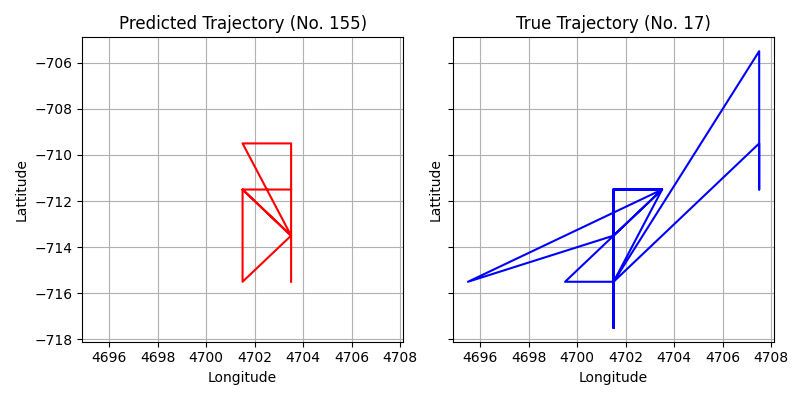 Predicted Trajectory (No. 155)
True Trajectory (No. 17)
Lattitude
−706
−708
−710
−712
−714
−716
−718
4696 4698 4700 4702 4704 4706 4708
Longitude
Lattitude
4696 4698 4700 4702 4704 4706 4708
Longitude